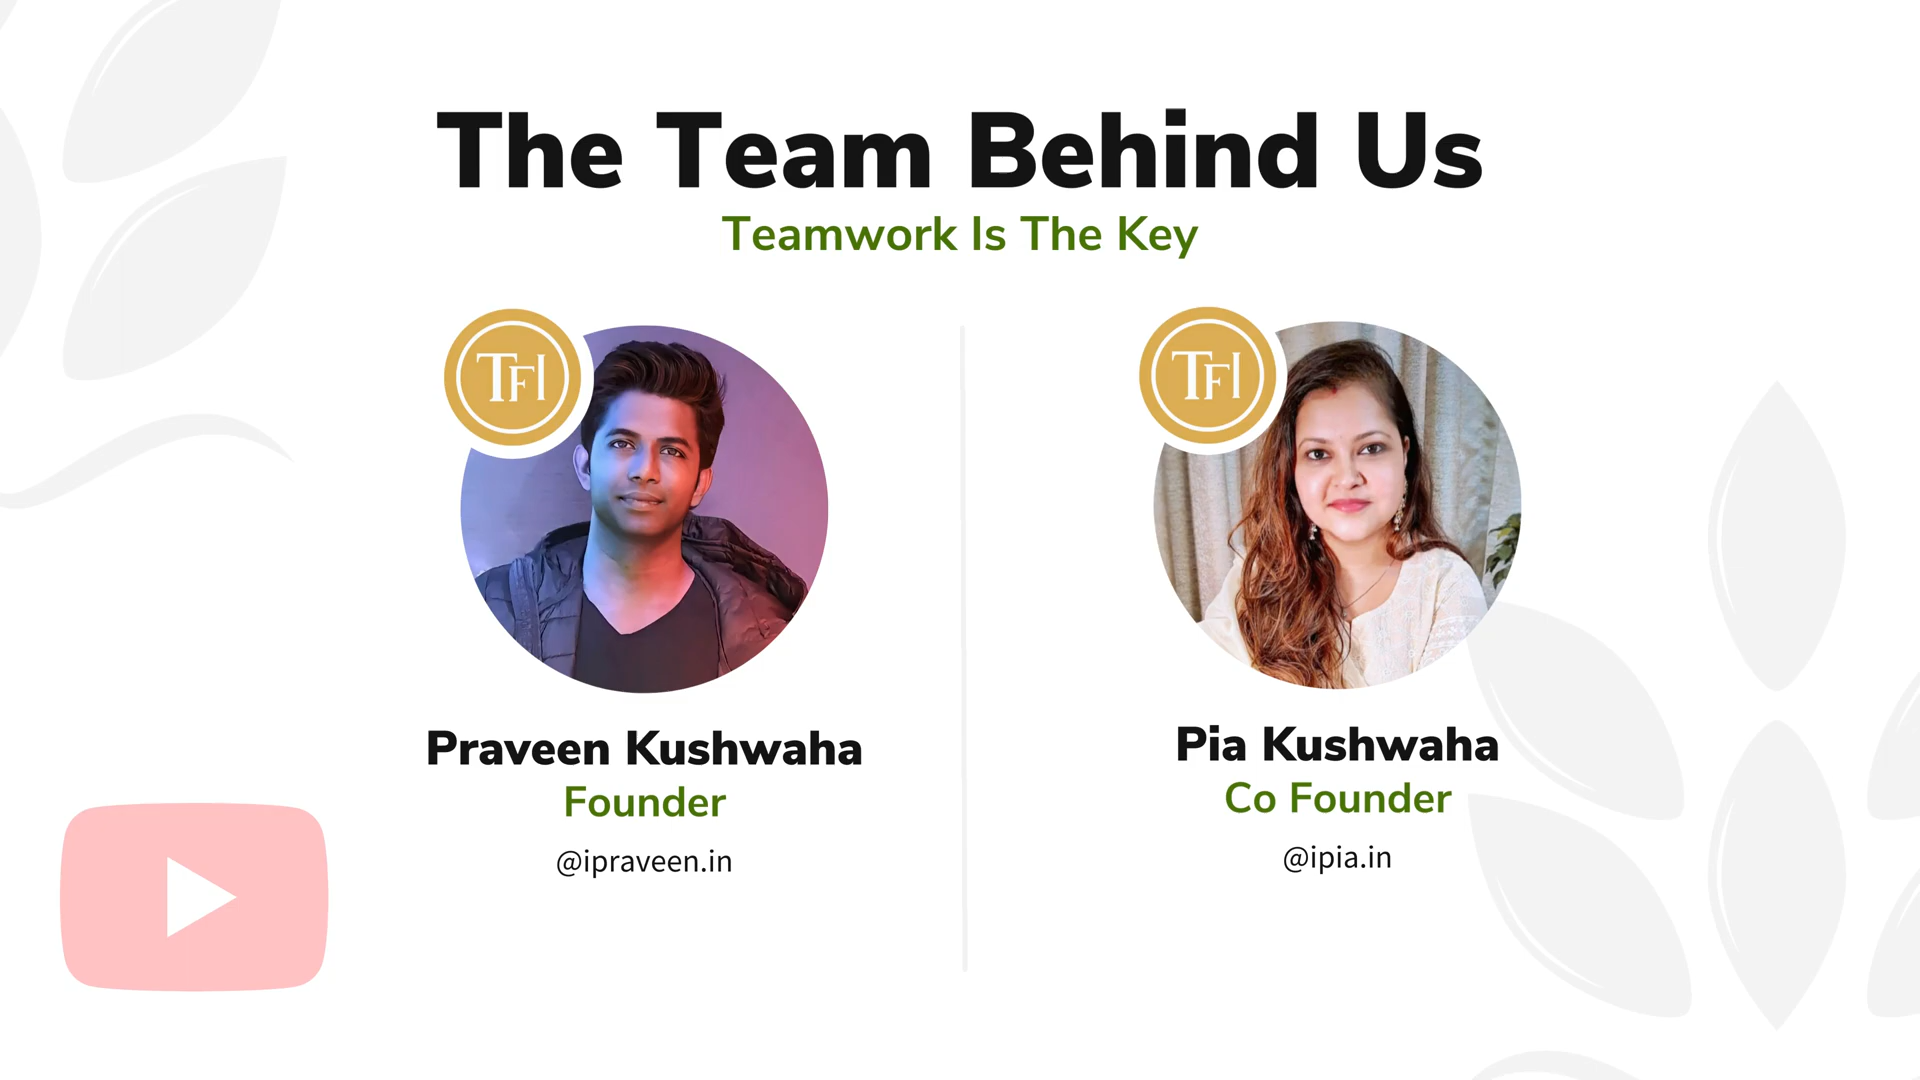 The Team Behind Us
Teamwork Is The Key
TFI
Praveen Kushwaha
Founder
@ipraveen.in
TFI
Pia Kushwaha
Co Founder
@ipia.in